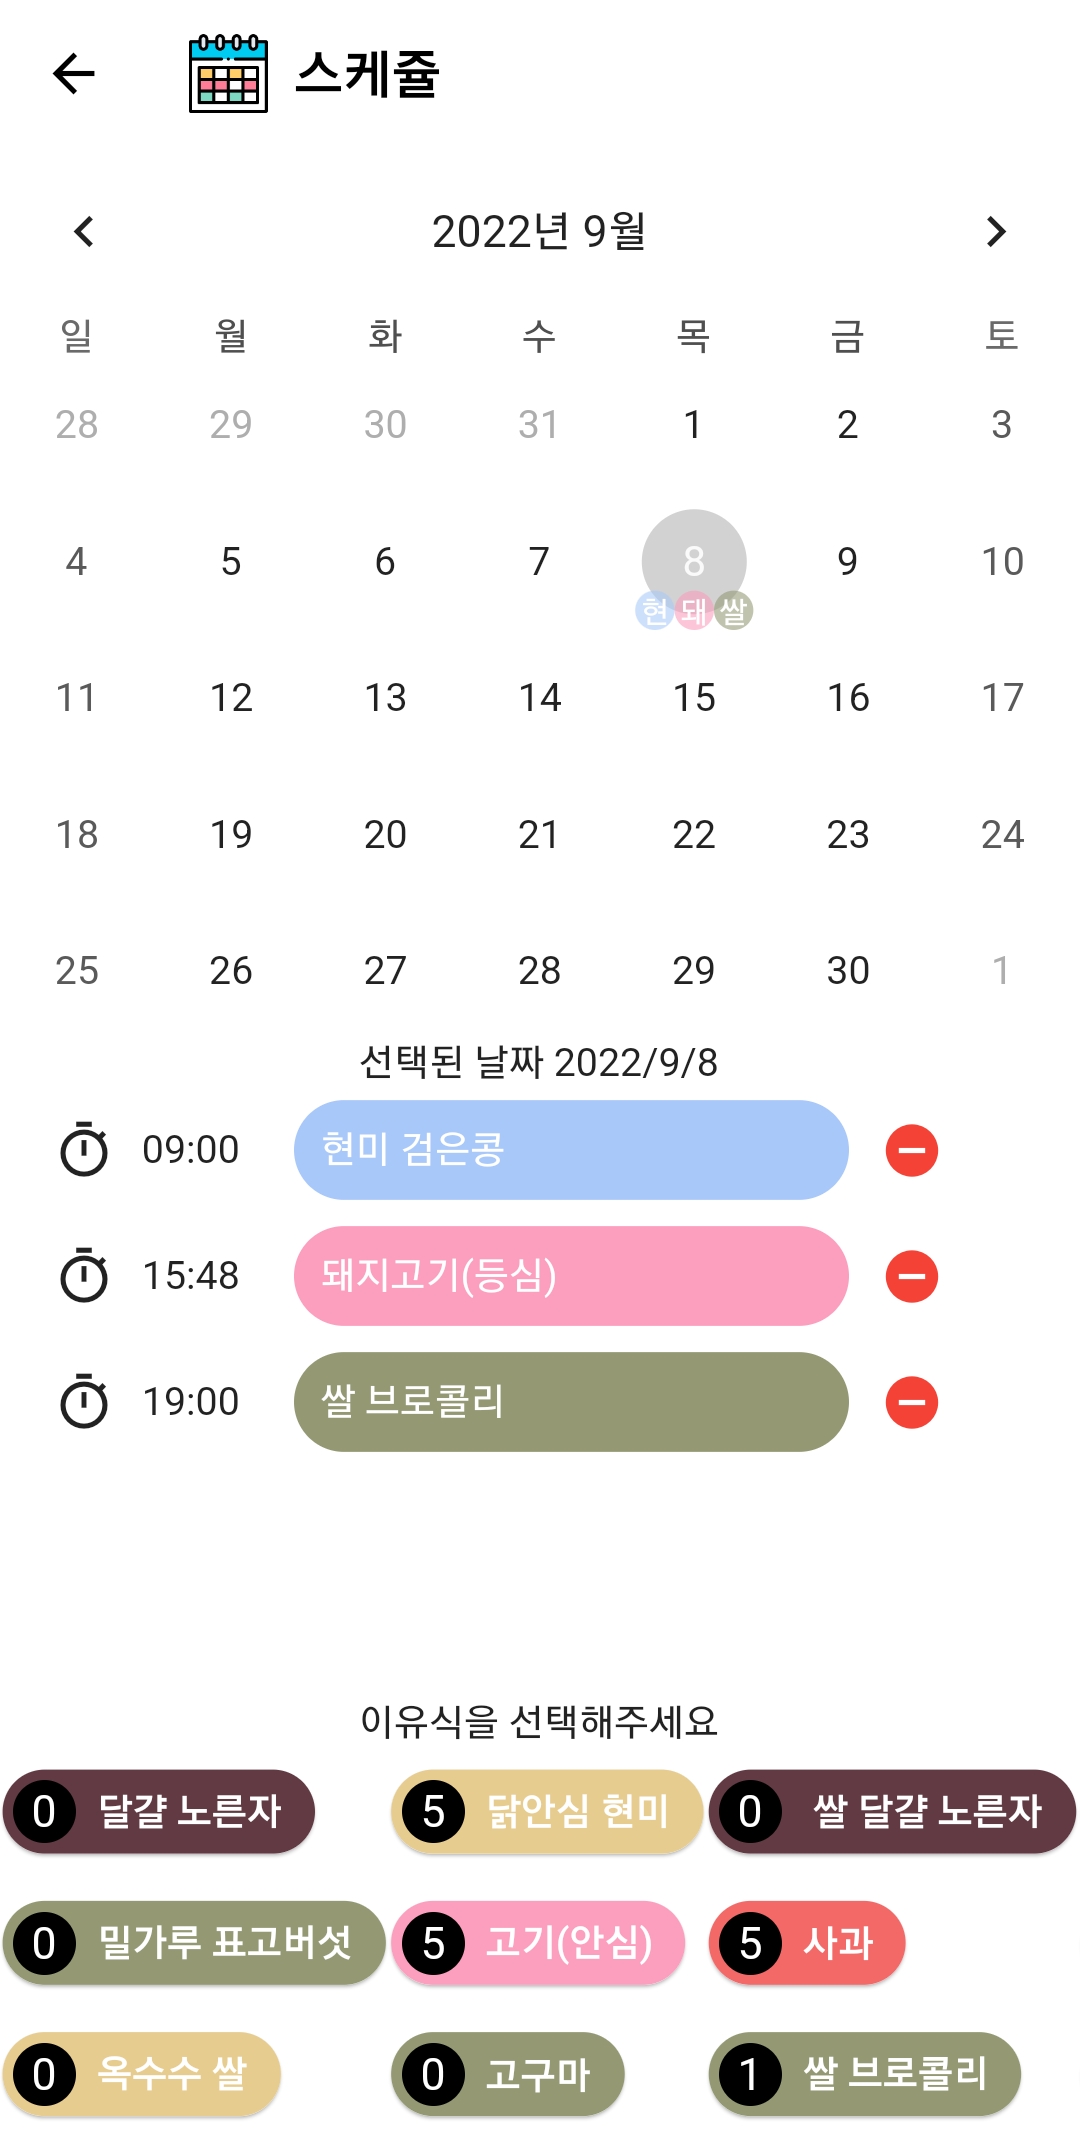 스케쥴
2022년 9월
일 월 화 수 목 금 토
28 29 30 31 1 2 3
4 5 6 7 8 9 10
현 돼 쌀
11 12 13 14 15 16 17
18 19 20 21 22 23 24
25 26 27 28 29 30 1
선택된 날짜 2022/9/8
09:00 현미 검은콩
15:48 돼지고기(등심)
19:00 쌀 브로콜리
이유식을 선택해주세요
0 달걀 노른자 5 닭안심 현미 0 쌀 달걀 노른자
0 밀가루 표고버섯 5 고기(안심) 5 사과
0 옥수수 쌀 0 고구마 1 쌀 브로콜리